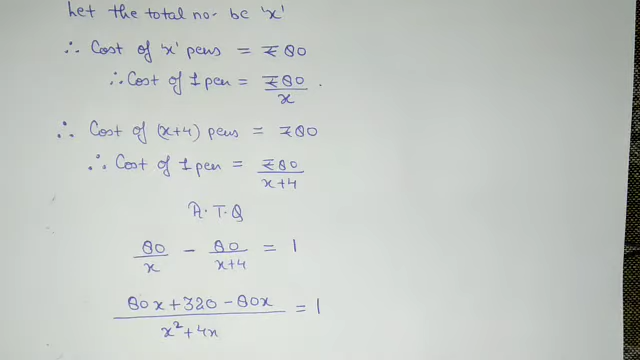 Let the total no. be 'x'
∴ Cost of 'x' pens = ₹80
∴ Cost of 1 pen = ₹80/x .
∴ Cost of (x+4) pens = ₹80
∴ Cost of 1 pen = ₹80/(x+4)
A.T.Q
80/x - 80/(x+4) = 1
(80x+320-80x)/(x²+4x) = 1